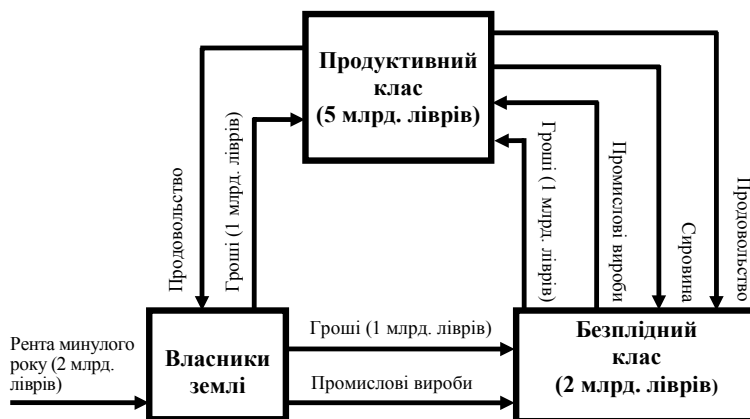 Продуктивний
клас
(5 млрд. ліврів)
Продовольство
Гроші (1 млрд. ліврів)
Гроші (1 млрд. ліврів)
Промислові вироби
Сировина
Продовольство
Рента минулого
року (2 млрд.
ліврів)
Власники
землі
Гроші (1 млрд. ліврів)
Промислові вироби
Безплідний
клас
(2 млрд. ліврів)